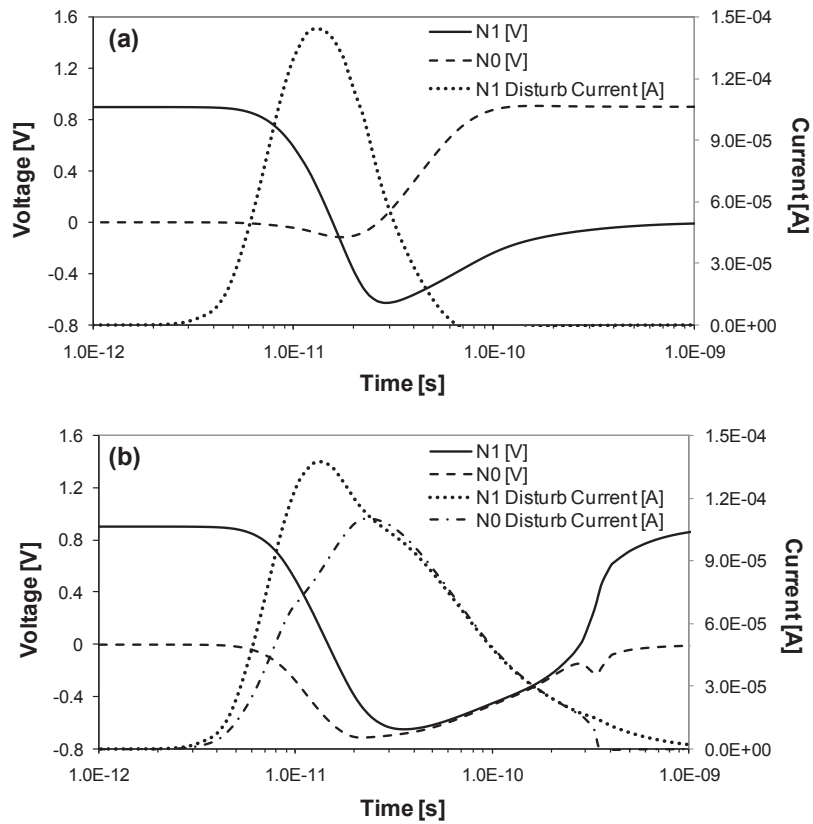 (a)
N1 [V]
N0 [V]
N1 Disturb Current [A]
Voltage [V]
1.6
1.2
0.8
0.4
0
-0.4
-0.8
Current [A]
1.5E-04
1.2E-04
9.0E-05
6.0E-05
3.0E-05
0.0E+00
1.0E-12 1.0E-11 1.0E-10 1.0E-09
Time [s]
(b)
N1 [V]
N0 [V]
N1 Disturb Current [A]
N0 Disturb Current [A]
Voltage [V]
1.6
1.2
0.8
0.4
0
-0.4
-0.8
Current [A]
1.5E-04
1.2E-04
9.0E-05
6.0E-05
3.0E-05
0.0E+00
1.0E-12 1.0E-11 1.0E-10 1.0E-09
Time [s]